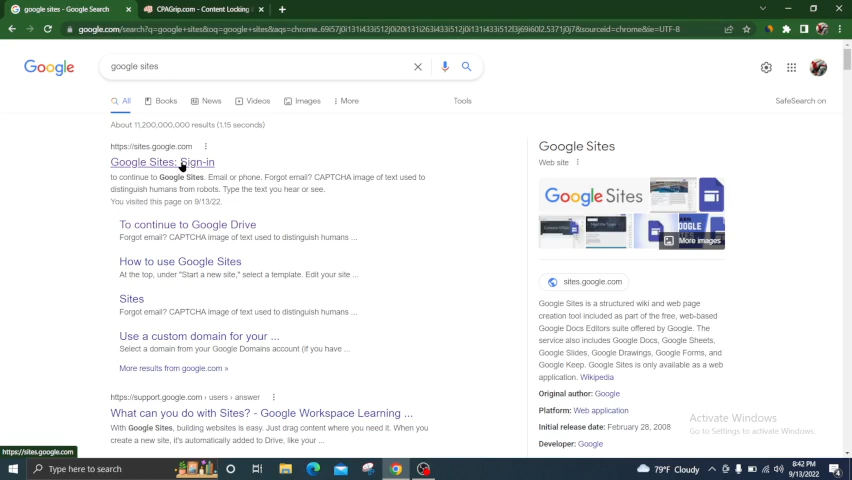 google sites - Google Search
CPAGrip.com - Content Locking
google.com/search?q=google+sites&oq=google+sites&aqs=chrome..69i57j0i131i433i512j0i20i131i263i433i512j0i131i433i512l3j69i60l2.5371j0j7&sourceid=chrome&ie=UTF-8
Google
google sites
All
Books
News
Videos
Images
More
Tools
SafeSearch on
About 11,200,000,000 results (1.15 seconds)
https://sites.google.com
Google Sites: Sign-in
to continue to Google Sites. Email or phone. Forgot email? CAPTCHA image of text used to
distinguish humans from robots. Type the text you hear or see.
You visited this page on 9/13/22.
To continue to Google Drive
Forgot email? CAPTCHA image of text used to distinguish humans ...
How to use Google Sites
At the top, under "Start a new site," select a template. Edit your site ...
Sites
Forgot email? CAPTCHA image of text used to distinguish humans ...
Use a custom domain for your ...
Select a domain from your Google Domains account (if you have ...
More results from google.com »
https://support.google.com › users › answer
What can you do with Sites? - Google Workspace Learning ...
With Google Sites, building websites is easy. Just drag content where you need it. When you
create a new site, it's automatically added to Drive, like your ...
Google Sites
Web site
Google Sites
More images
sites.google.com
Google Sites is a structured wiki and web page
creation tool included as part of the free, web-based
Google Docs Editors suite offered by Google. The
service also includes Google Docs, Google Sheets,
Google Slides, Google Drawings, Google Forms, and
Google Keep. Google Sites is only available as a web
application. Wikipedia
Original author: Google
Platform: Web application
Initial release date: February 28, 2008
Developer: Google
Activate Windows
Go to Settings to activate Windows.
https://sites.google.com
Type here to search
79°F Cloudy
8:42 PM
9/13/2022
4